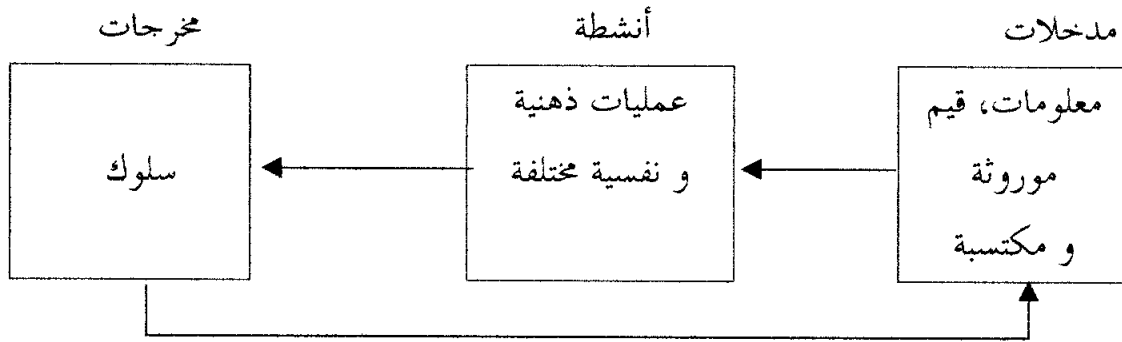 مدخلات
أنشطة
مخرجات
معلومات، قيم
موروثة
و مكتسبة
عمليات ذهنية
و نفسية مختلفة
سلوك